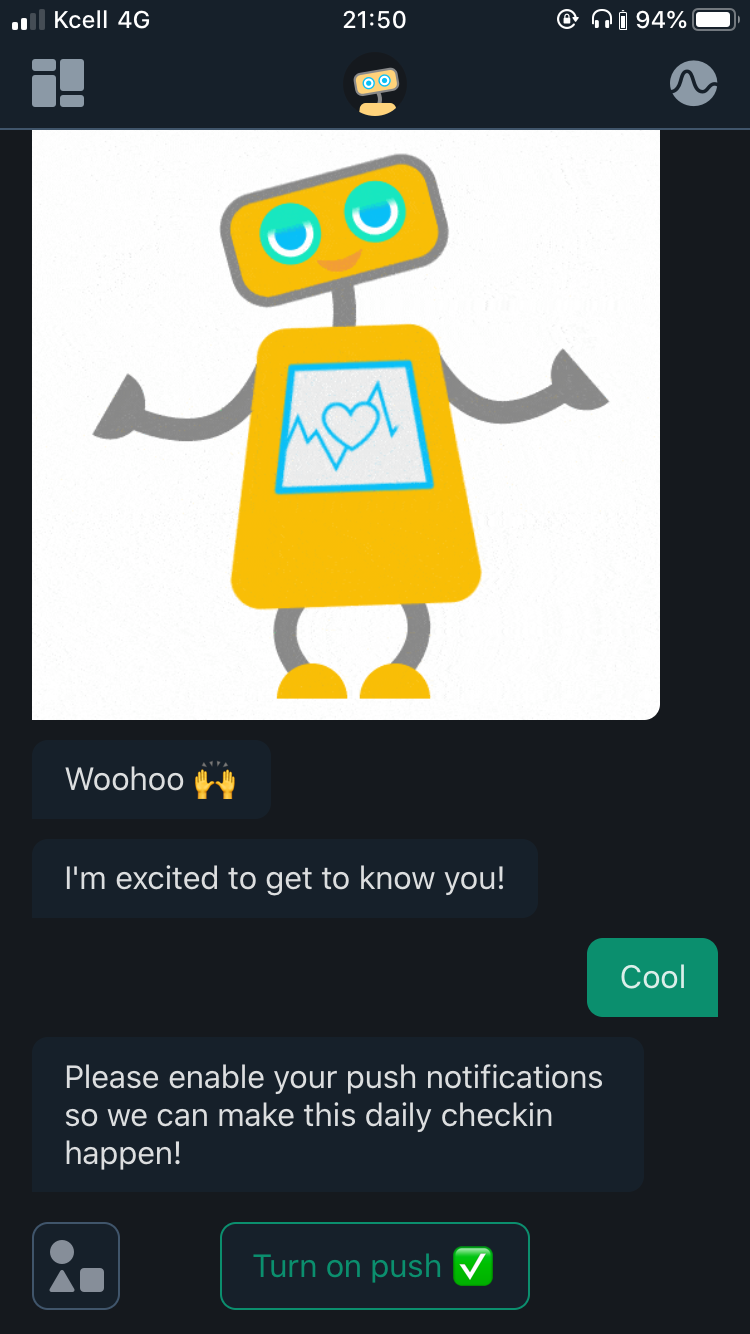 Kcell 4G 21:50 94%
Woohoo 🙌
I'm excited to get to know you!
Cool
Please enable your push notifications
so we can make this daily checkin
happen!
Turn on push ✅